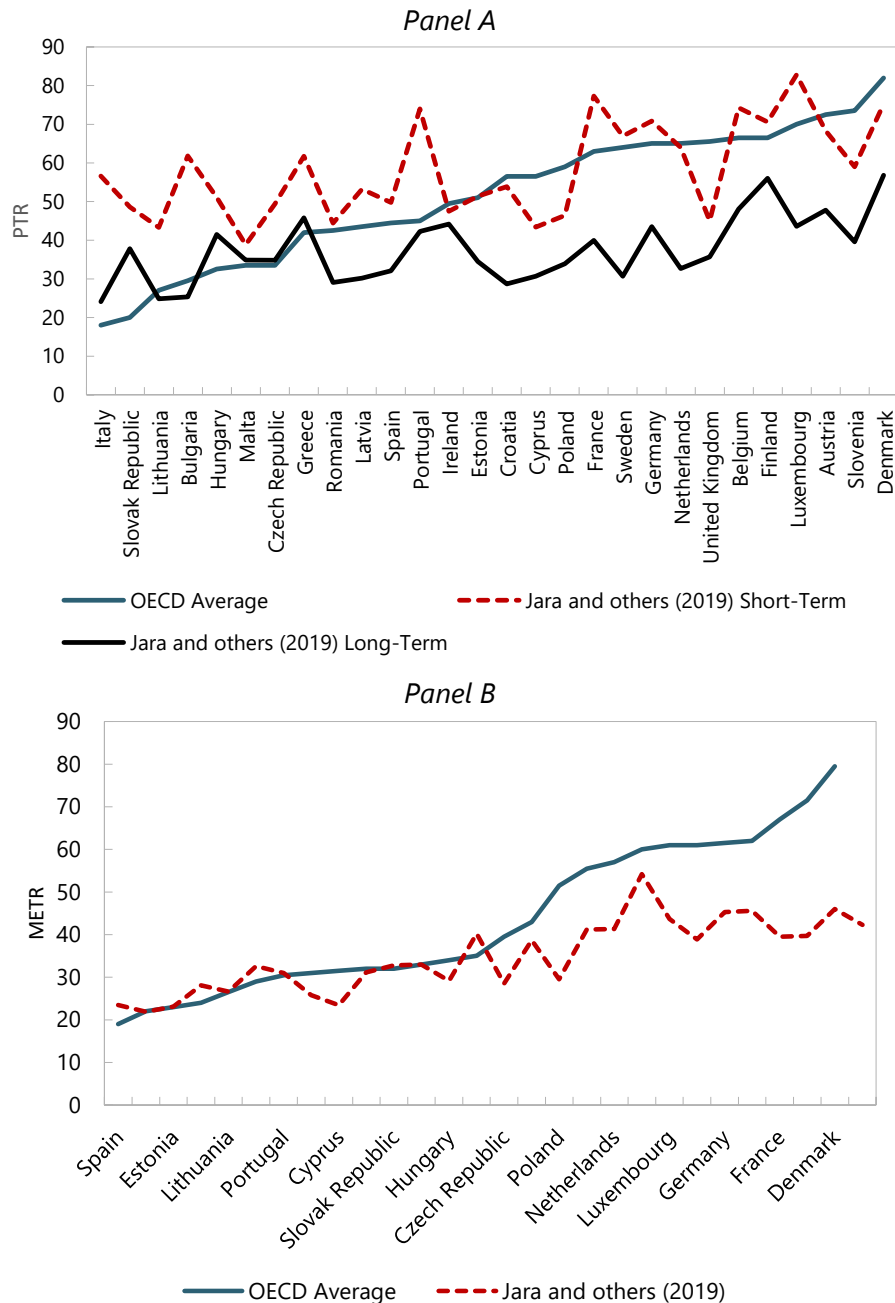 Panel A
90
80
70
60
50
40
30
20
10
0
PTR
Italy
Slovak Republic
Lithuania
Bulgaria
Hungary
Malta
Czech Republic
Greece
Romania
Latvia
Spain
Portugal
Ireland
Estonia
Croatia
Cyprus
Poland
France
Sweden
Germany
Netherlands
United Kingdom
Belgium
Finland
Luxembourg
Austria
Slovenia
Denmark
OECD Average
Jara and others (2019) Short-Term
Jara and others (2019) Long-Term
Panel B
90
80
70
60
50
40
30
20
10
0
METR
Spain
Estonia
Lithuania
Portugal
Cyprus
Slovak Republic
Hungary
Czech Republic
Poland
Netherlands
Luxembourg
Germany
France
Denmark
OECD Average
Jara and others (2019)